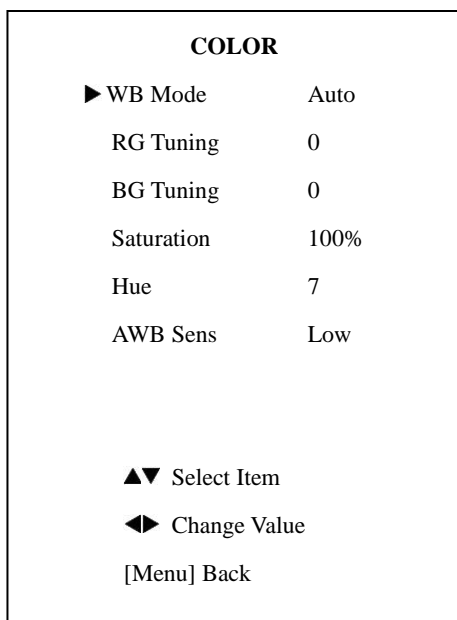 COLOR
▶WB Mode Auto
RG Tuning 0
BG Tuning 0
Saturation 100%
Hue 7
AWB Sens Low
▲▼ Select Item
◀▶ Change Value
[Menu] Back